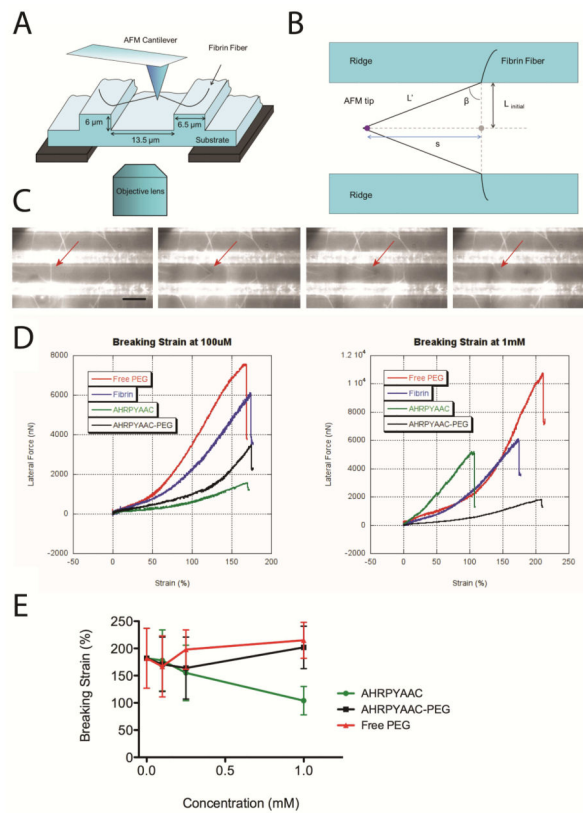 A
AFM Cantilever
Fibrin Fiber
6 μm
6.5 μm
13.5 μm
Substrate
Objective lens
B
Ridge
Fibrin Fiber
AFM tip
L'
β
L initial
s
Ridge
C
D
Breaking Strain at 100uM
8000
6000
4000
2000
0
-2000
Lateral Force (nN)
Free PEG
Fibrin
AHRPYAAC
AHRPYAAC-PEG
-50 0 50 100 150 200
Strain (%)
Breaking Strain at 1mM
1.2 10⁴
1 10⁴
8000
6000
4000
2000
0
-2000
Lateral Force (nN)
Free PEG
Fibrin
AHRPYAAC
AHRPYAAC-PEG
-50 0 50 100 150 200 250
Strain (%)
E
250
200
150
100
50
0
Breaking Strain (%)
0.0 0.5 1.0
Concentration (mM)
AHRPYAAC
AHRPYAAC-PEG
Free PEG